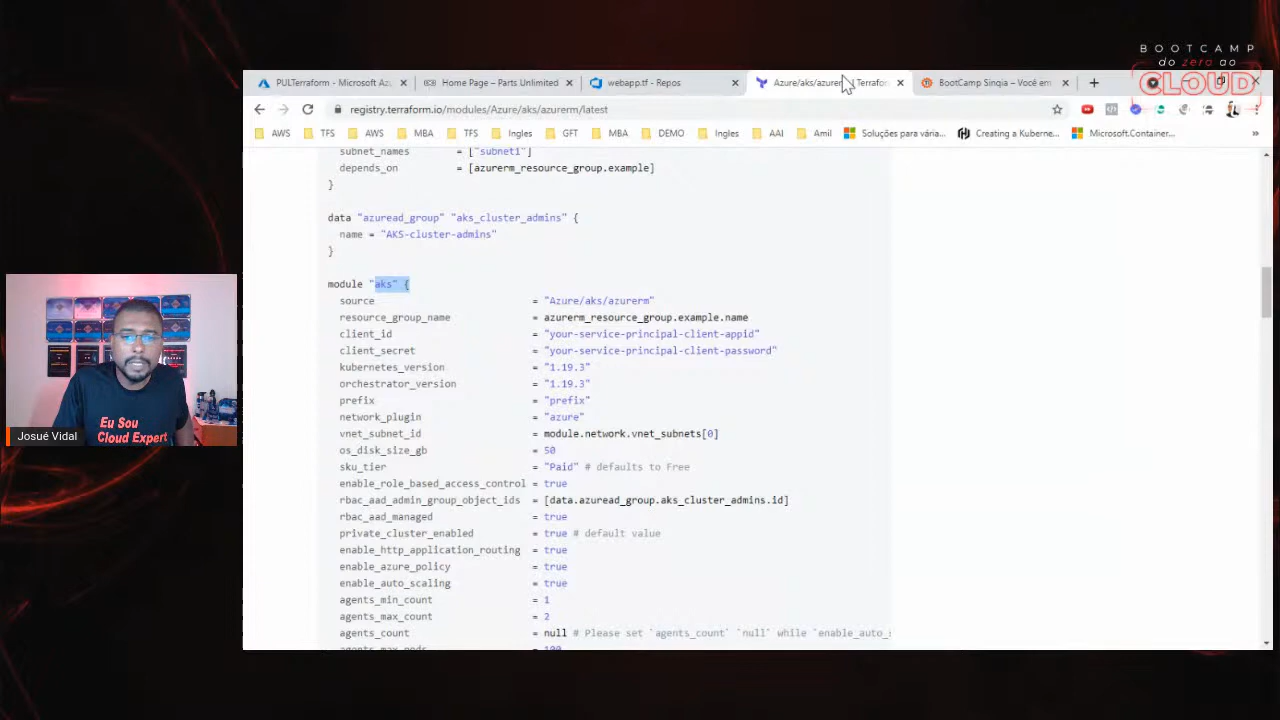 BOOTCAMP
do zero ao
CLOUD
PULTerraform - Microsoft Az
Home Page – Parts Unlimited
webapp.tf - Repos
Azure/aks/azurerm | Terrafor
BootCamp Sinqia – Você em
registry.terraform.io/modules/Azure/aks/azurerm/latest
AWS
TFS
AWS
MBA
TFS
Ingles
GFT
MBA
DEMO
Ingles
AAI
Amil
Soluções para vária...
Creating a Kuberne...
Microsoft.Container...
subnet_names = ["subnet1"]
depends_on = [azurerm_resource_group.example]
}
data "azuread_group" "aks_cluster_admins" {
name = "AKS-cluster-admins"
}
module "aks" {
source = "Azure/aks/azurerm"
resource_group_name = azurerm_resource_group.example.name
client_id = "your-service-principal-client-appid"
client_secret = "your-service-principal-client-password"
kubernetes_version = "1.19.3"
orchestrator_version = "1.19.3"
prefix = "prefix"
network_plugin = "azure"
vnet_subnet_id = module.network.vnet_subnets[0]
os_disk_size_gb = 50
sku_tier = "Paid" # defaults to Free
enable_role_based_access_control = true
rbac_aad_admin_group_object_ids = [data.azuread_group.aks_cluster_admins.id]
rbac_aad_managed = true
private_cluster_enabled = true # default value
enable_http_application_routing = true
enable_azure_policy = true
enable_auto_scaling = true
agents_min_count = 1
agents_max_count = 2
agents_count = null # Please set `agents_count` `null` while `enable_auto_s
agents_max_pods = 100
Eu Sou
Cloud Expert
Josué Vidal